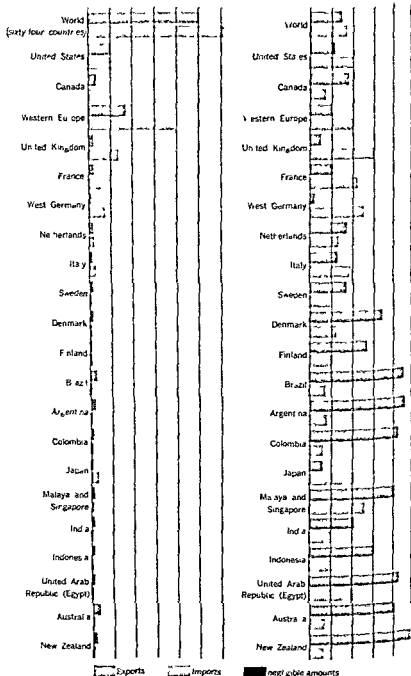 World
(sixty four countries)
United States
Canada
Western Europe
United Kingdom
France
West Germany
Netherlands
Italy
Sweden
Denmark
Finland
Brazil
Argentina
Colombia
Japan
Malaya and
Singapore
India
Indonesia
United Arab
Republic (Egypt)
Australia
New Zealand
World
United States
Canada
Western Europe
United Kingdom
France
West Germany
Netherlands
Italy
Sweden
Denmark
Finland
Brazil
Argentina
Colombia
Japan
Malaya and
Singapore
India
Indonesia
United Arab
Republic (Egypt)
Australia
New Zealand
Exports
Imports
negligible amounts